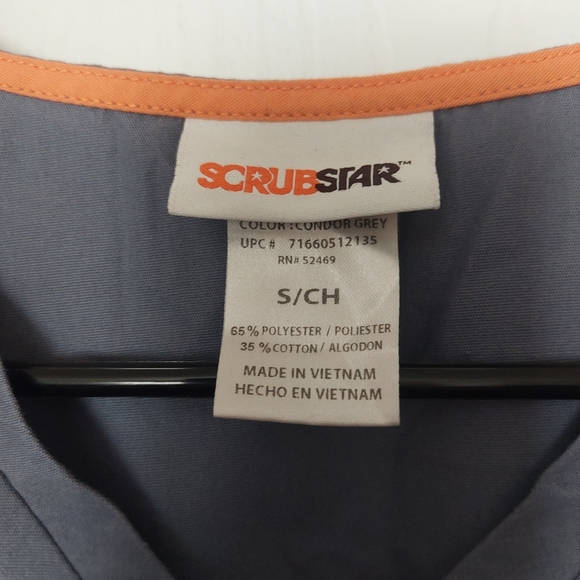 SCRUBSTAR™
COLOR : CONDOR GREY
UPC # 71660512135
RN# 52469
S/CH
65% POLYESTER / POLIESTER
35 % COTTON / ALGODON
MADE IN VIETNAM
HECHO EN VIETNAM